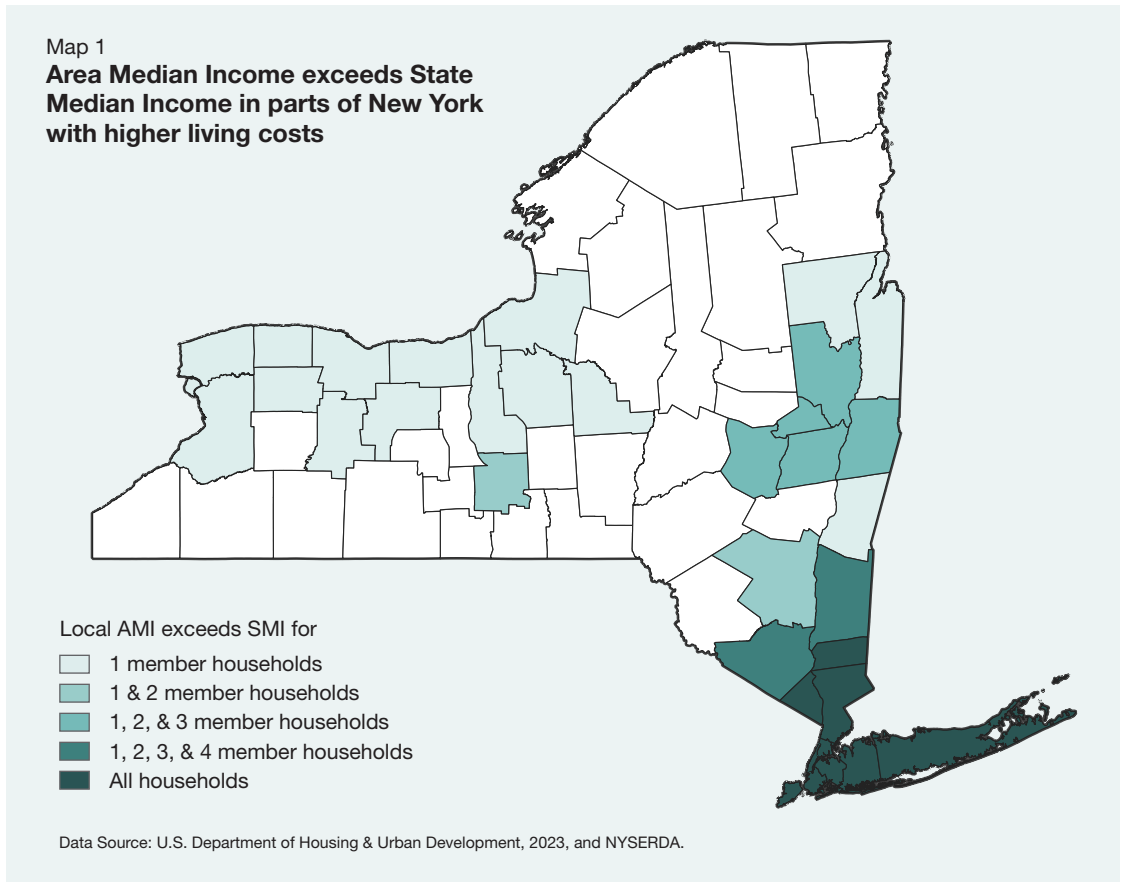 Map 1
Area Median Income exceeds State
Median Income in parts of New York
with higher living costs
Local AMI exceeds SMI for
1 member households
1 & 2 member households
1, 2, & 3 member households
1, 2, 3, & 4 member households
All households
Data Source: U.S. Department of Housing & Urban Development, 2023, and NYSERDA.